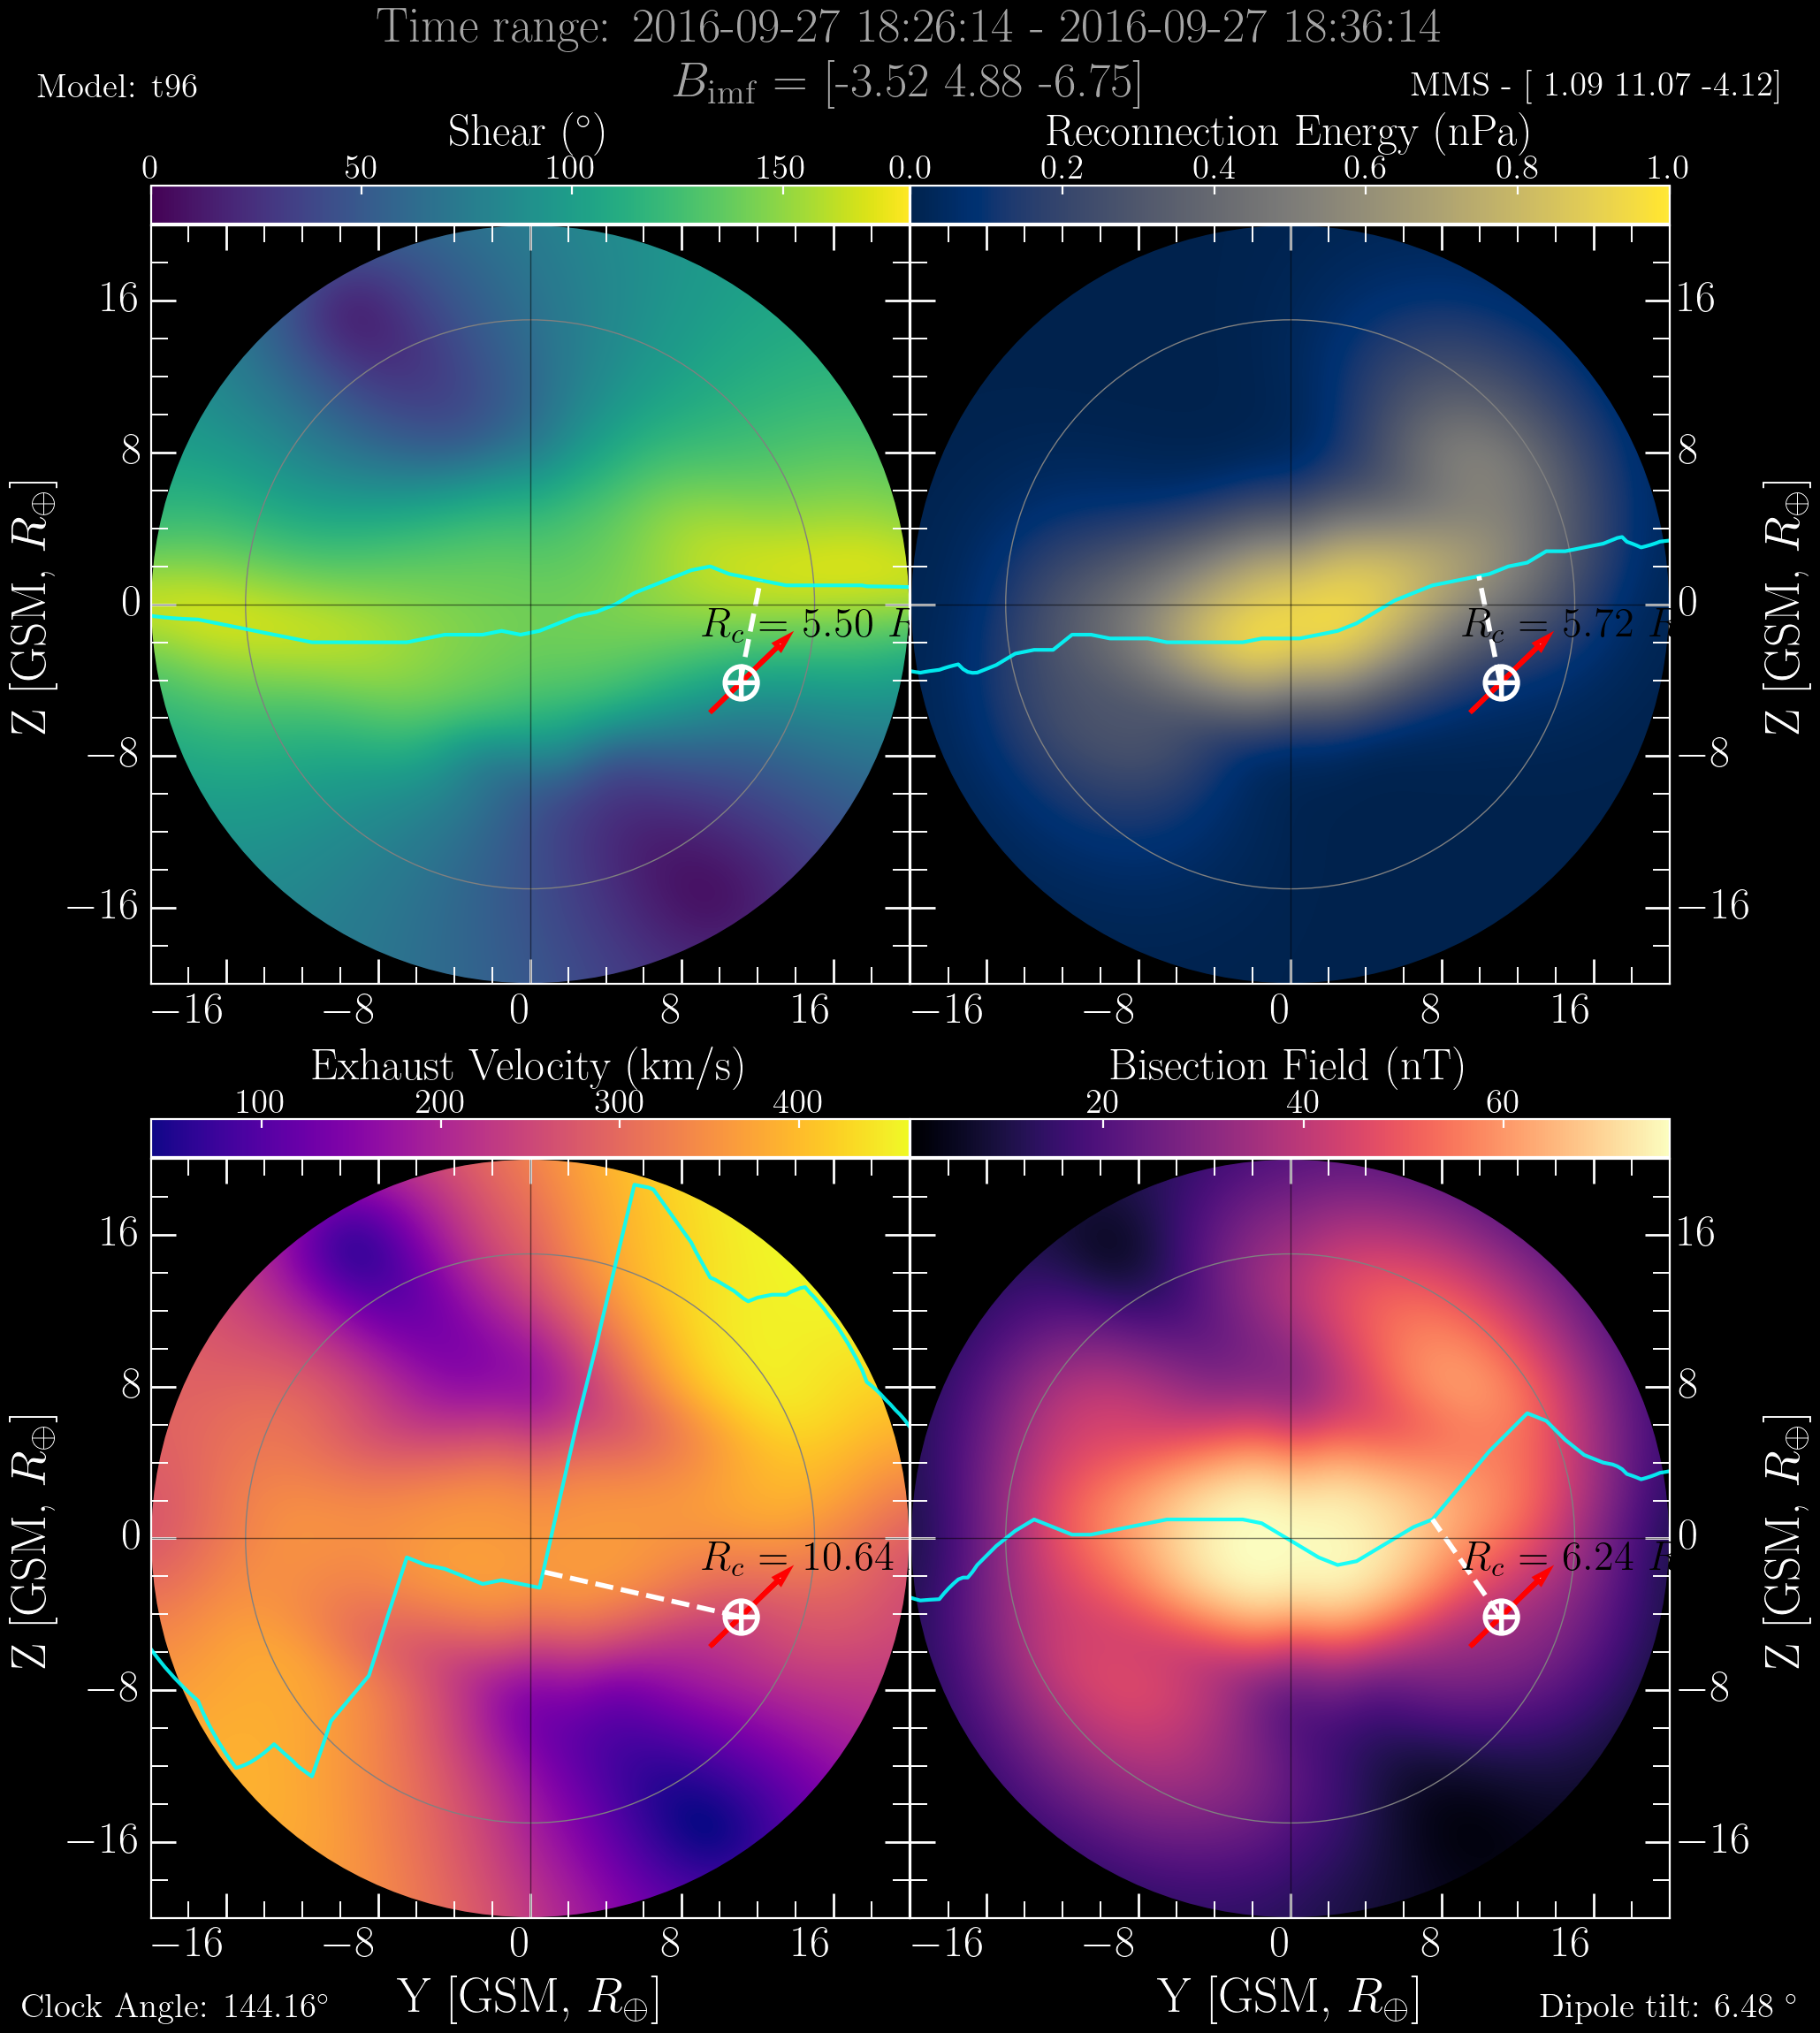 Time range: 2016-09-27 18:26:14 - 2016-09-27 18:36:14
Model: t96
B_imf = [-3.52 4.88 -6.75]
MMS - [ 1.09 11.07 -4.12]
Shear (°)
Reconnection Energy (nPa)
0 50 100 150
0.0 0.2 0.4 0.6 0.8 1.0
16
8
0
−8
−16
Z [GSM, R⊕]
R_c = 5.50 R
R_c = 5.72 R
16
8
0
−8
−16
Z [GSM, R⊕]
−16 −8 0 8 16
−16 −8 0 8 16
Exhaust Velocity (km/s)
Bisection Field (nT)
100 200 300 400
20 40 60
16
8
0
−8
−16
Z [GSM, R⊕]
R_c = 10.64
R_c = 6.24 R
16
8
0
−8
−16
Z [GSM, R⊕]
−16 −8 0 8 16
−16 −8 0 8 16
Y [GSM, R⊕]
Y [GSM, R⊕]
Clock Angle: 144.16°
Dipole tilt: 6.48 °